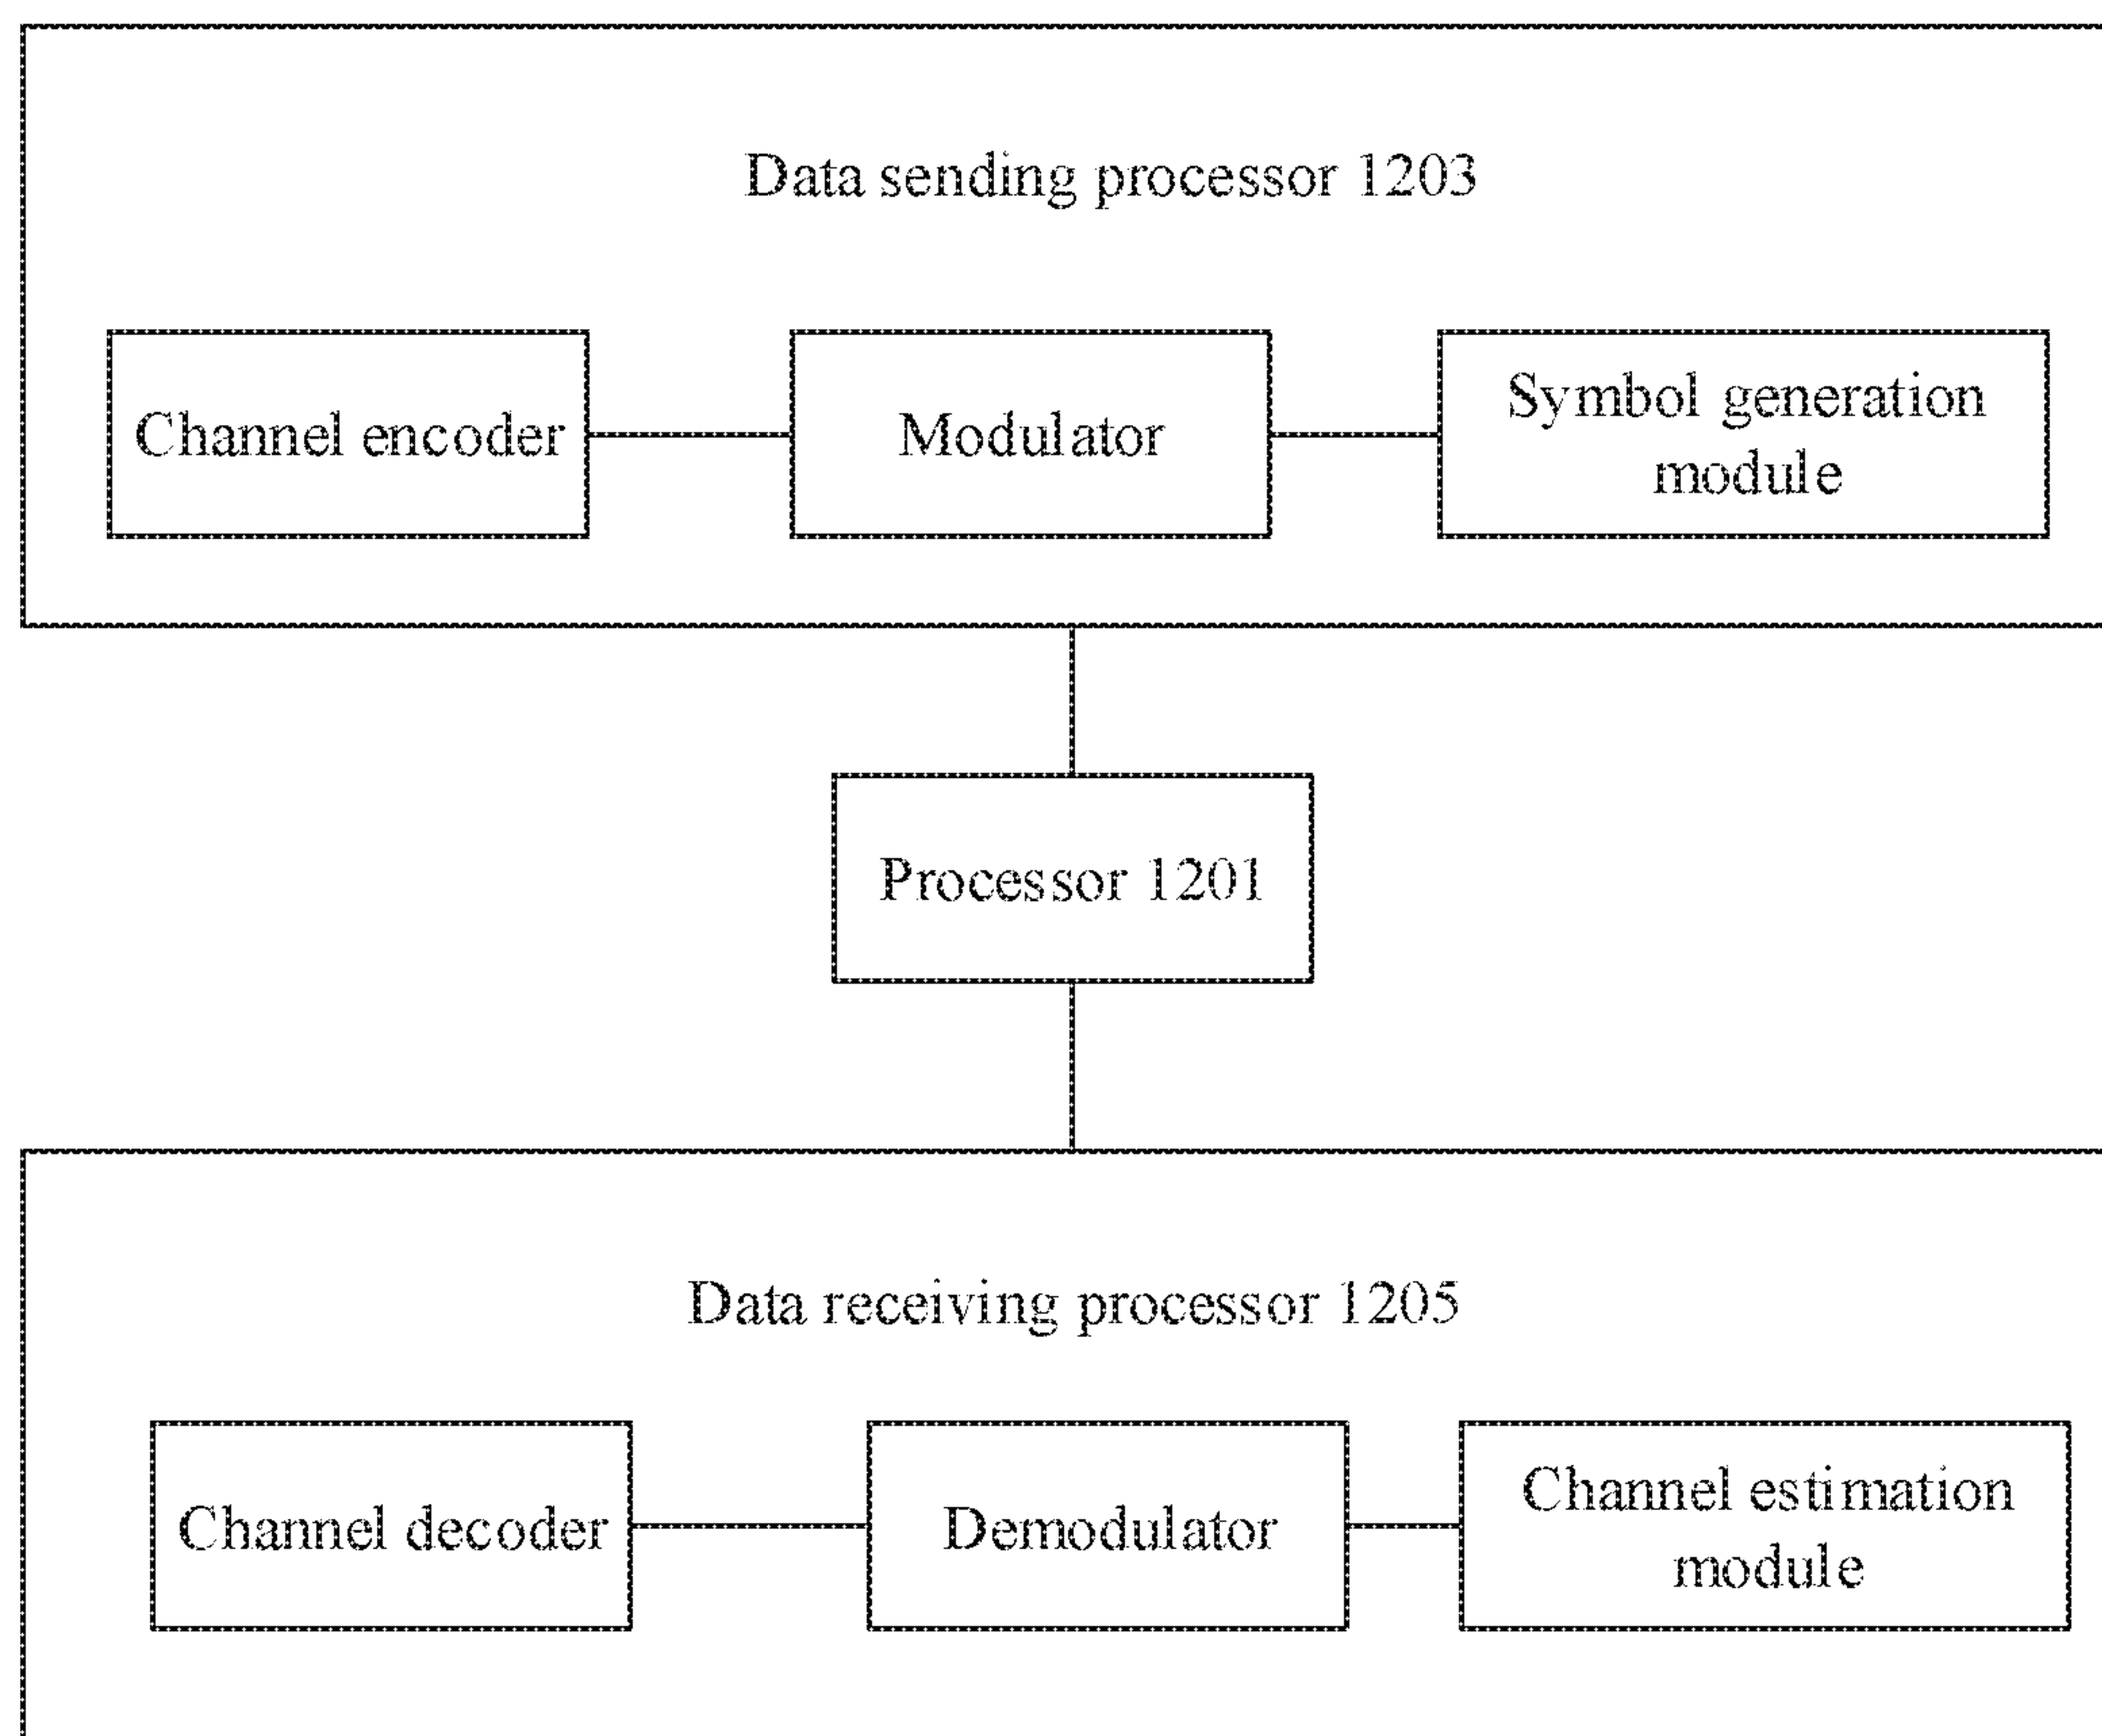 Data sending processor 1203
Channel encoder
Modulator
Symbol generation
module
Processor 1201
Data receiving processor 1205
Channel decoder
Demodulator
Channel estimation
module